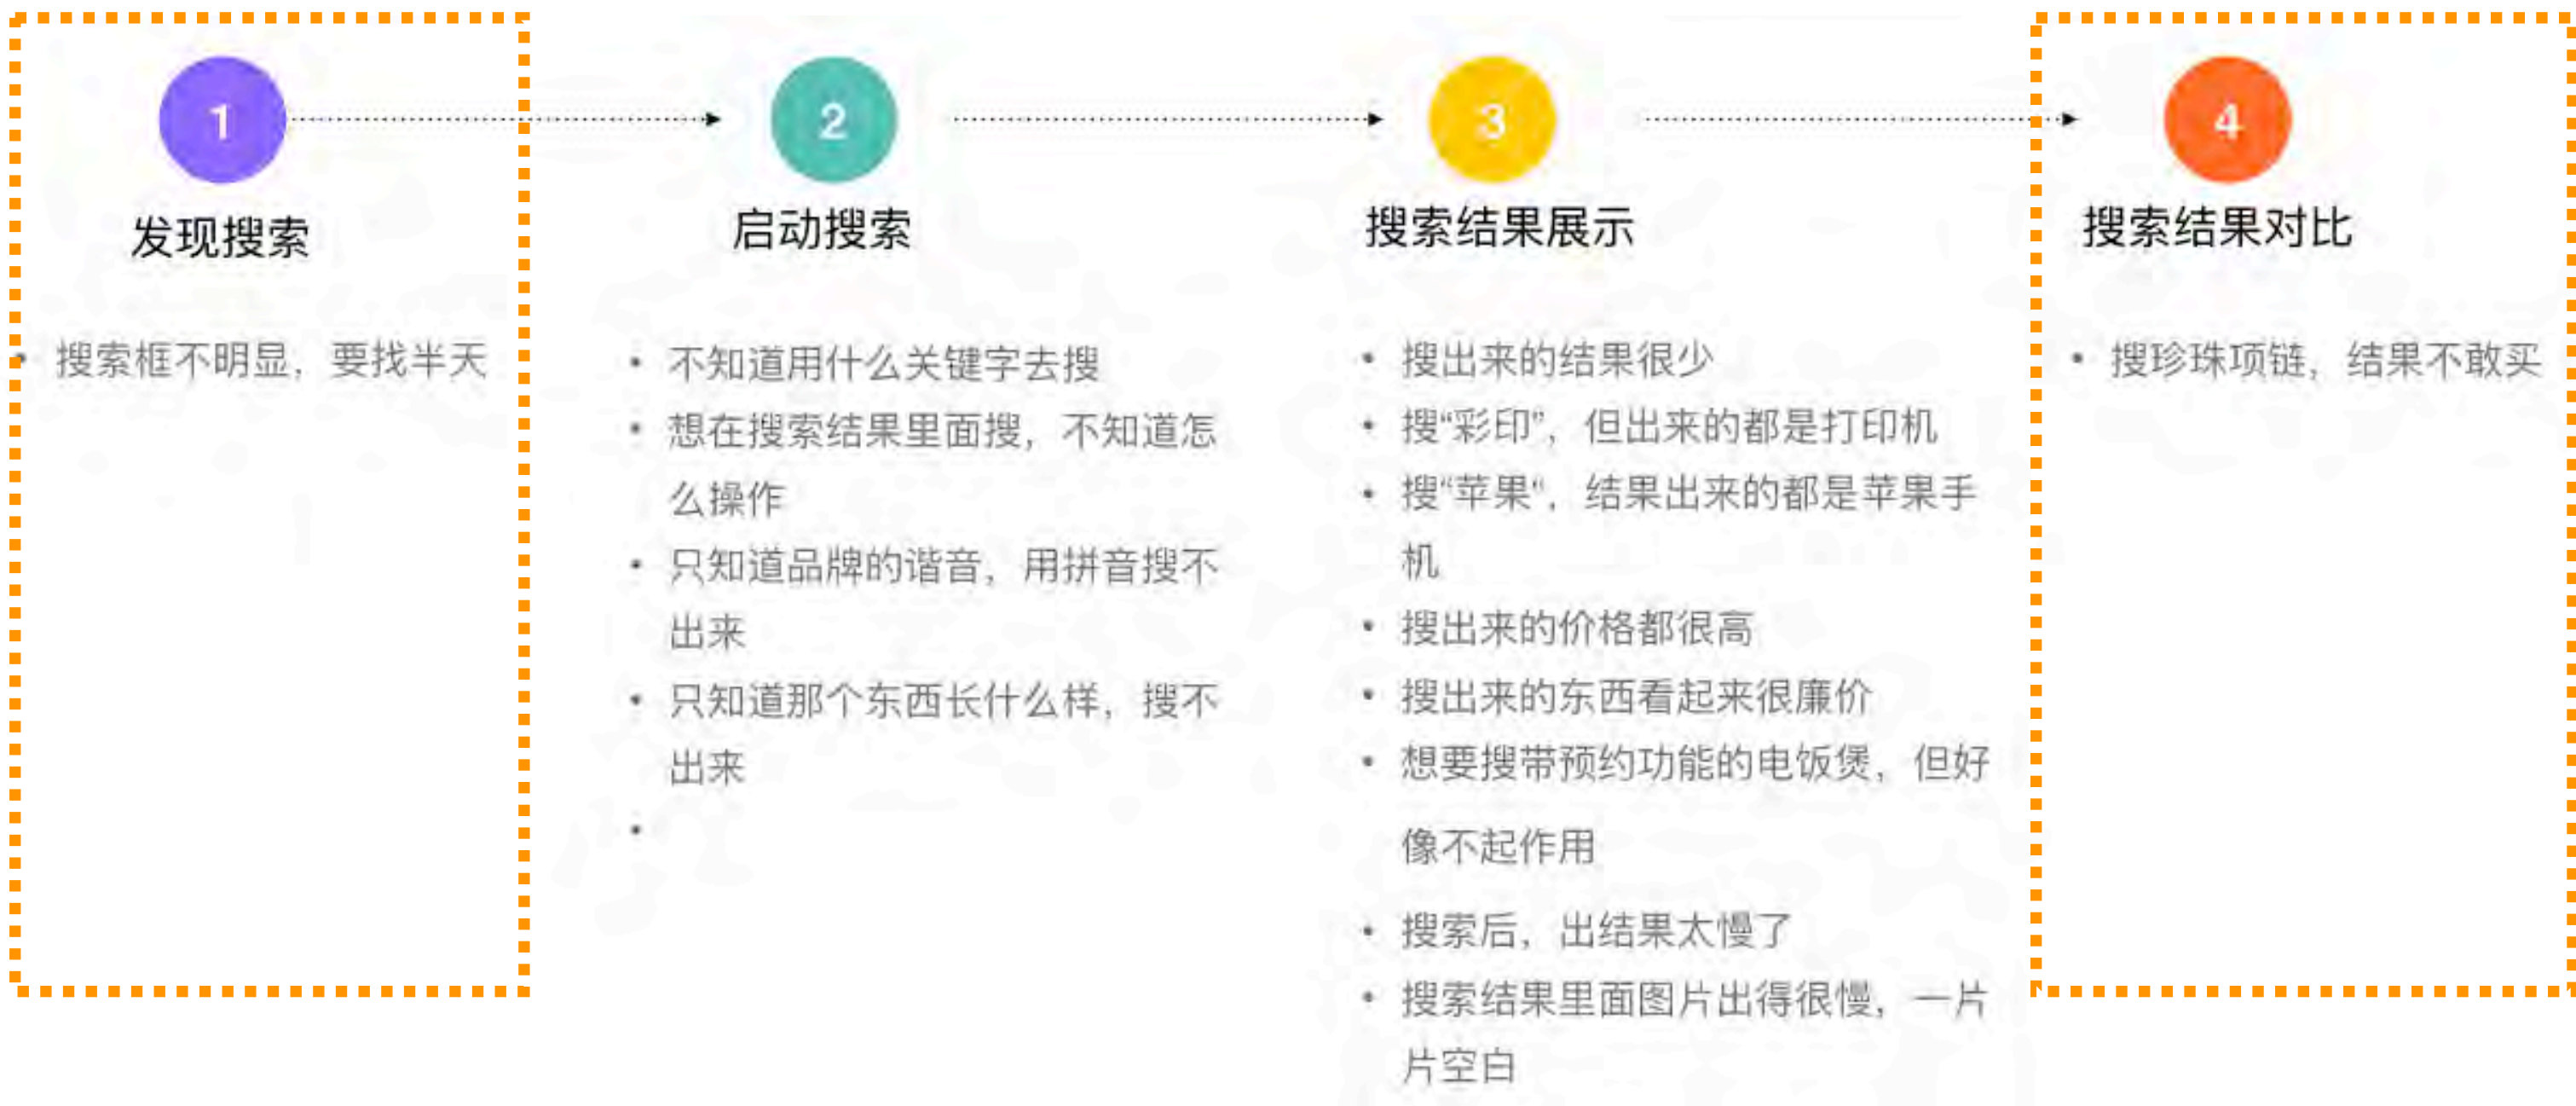 1
发现搜索
• 搜索框不明显，要找半天
2
启动搜索
• 不知道用什么关键字去搜
• 想在搜索结果里面搜，不知道怎
么操作
• 只知道品牌的谐音，用拼音搜不
出来
• 只知道那个东西长什么样，搜不
出来
•
3
搜索结果展示
• 搜出来的结果很少
• 搜“彩印”，但出来的都是打印机
• 搜“苹果“，结果出来的都是苹果手
机
• 搜出来的价格都很高
• 搜出来的东西看起来很廉价
• 想要搜带预约功能的电饭煲，但好
像不起作用
• 搜索后，出结果太慢了
• 搜索结果里面图片出得很慢，一片
片空白
4
搜索结果对比
• 搜珍珠项链，结果不敢买